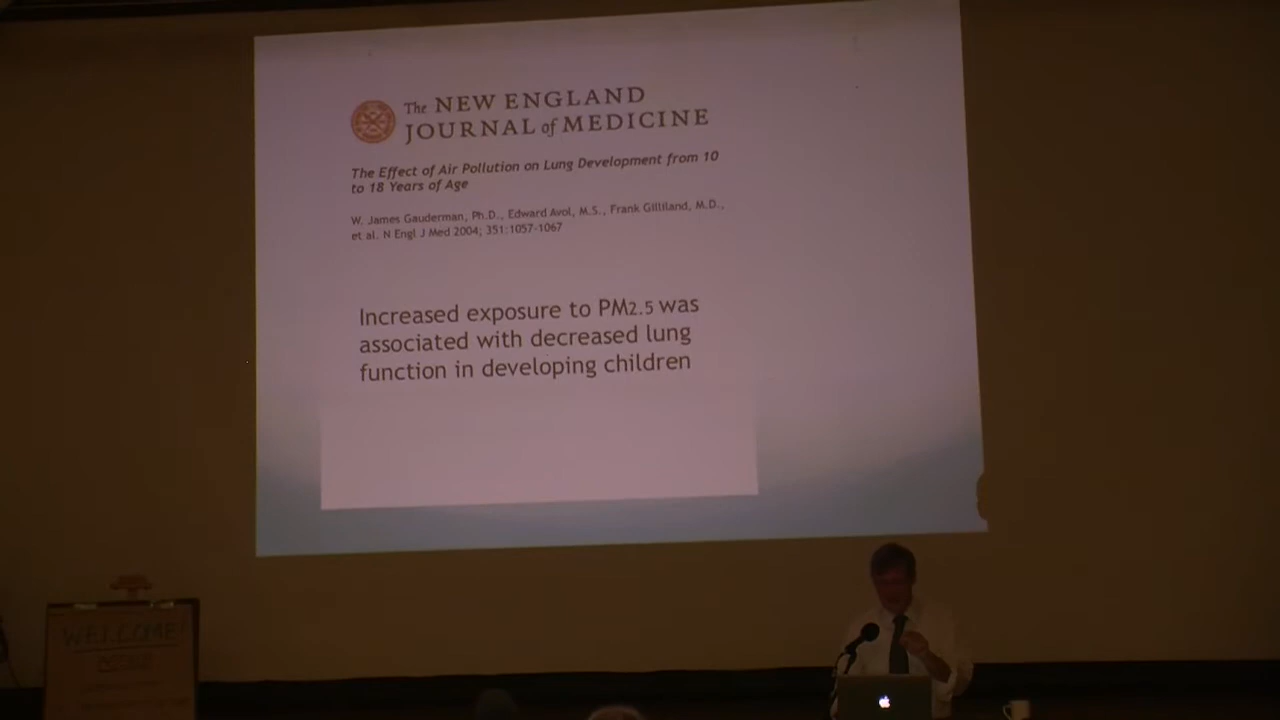 The NEW ENGLAND
JOURNAL of MEDICINE
The Effect of Air Pollution on Lung Development from 10
to 18 Years of Age
W. James Gauderman, Ph.D., Edward Avol, M.S., Frank Gilliland, M.D.,
et al. N Engl J Med 2004; 351:1057-1067
Increased exposure to PM2.5 was
associated with decreased lung
function in developing children
WELCOME!